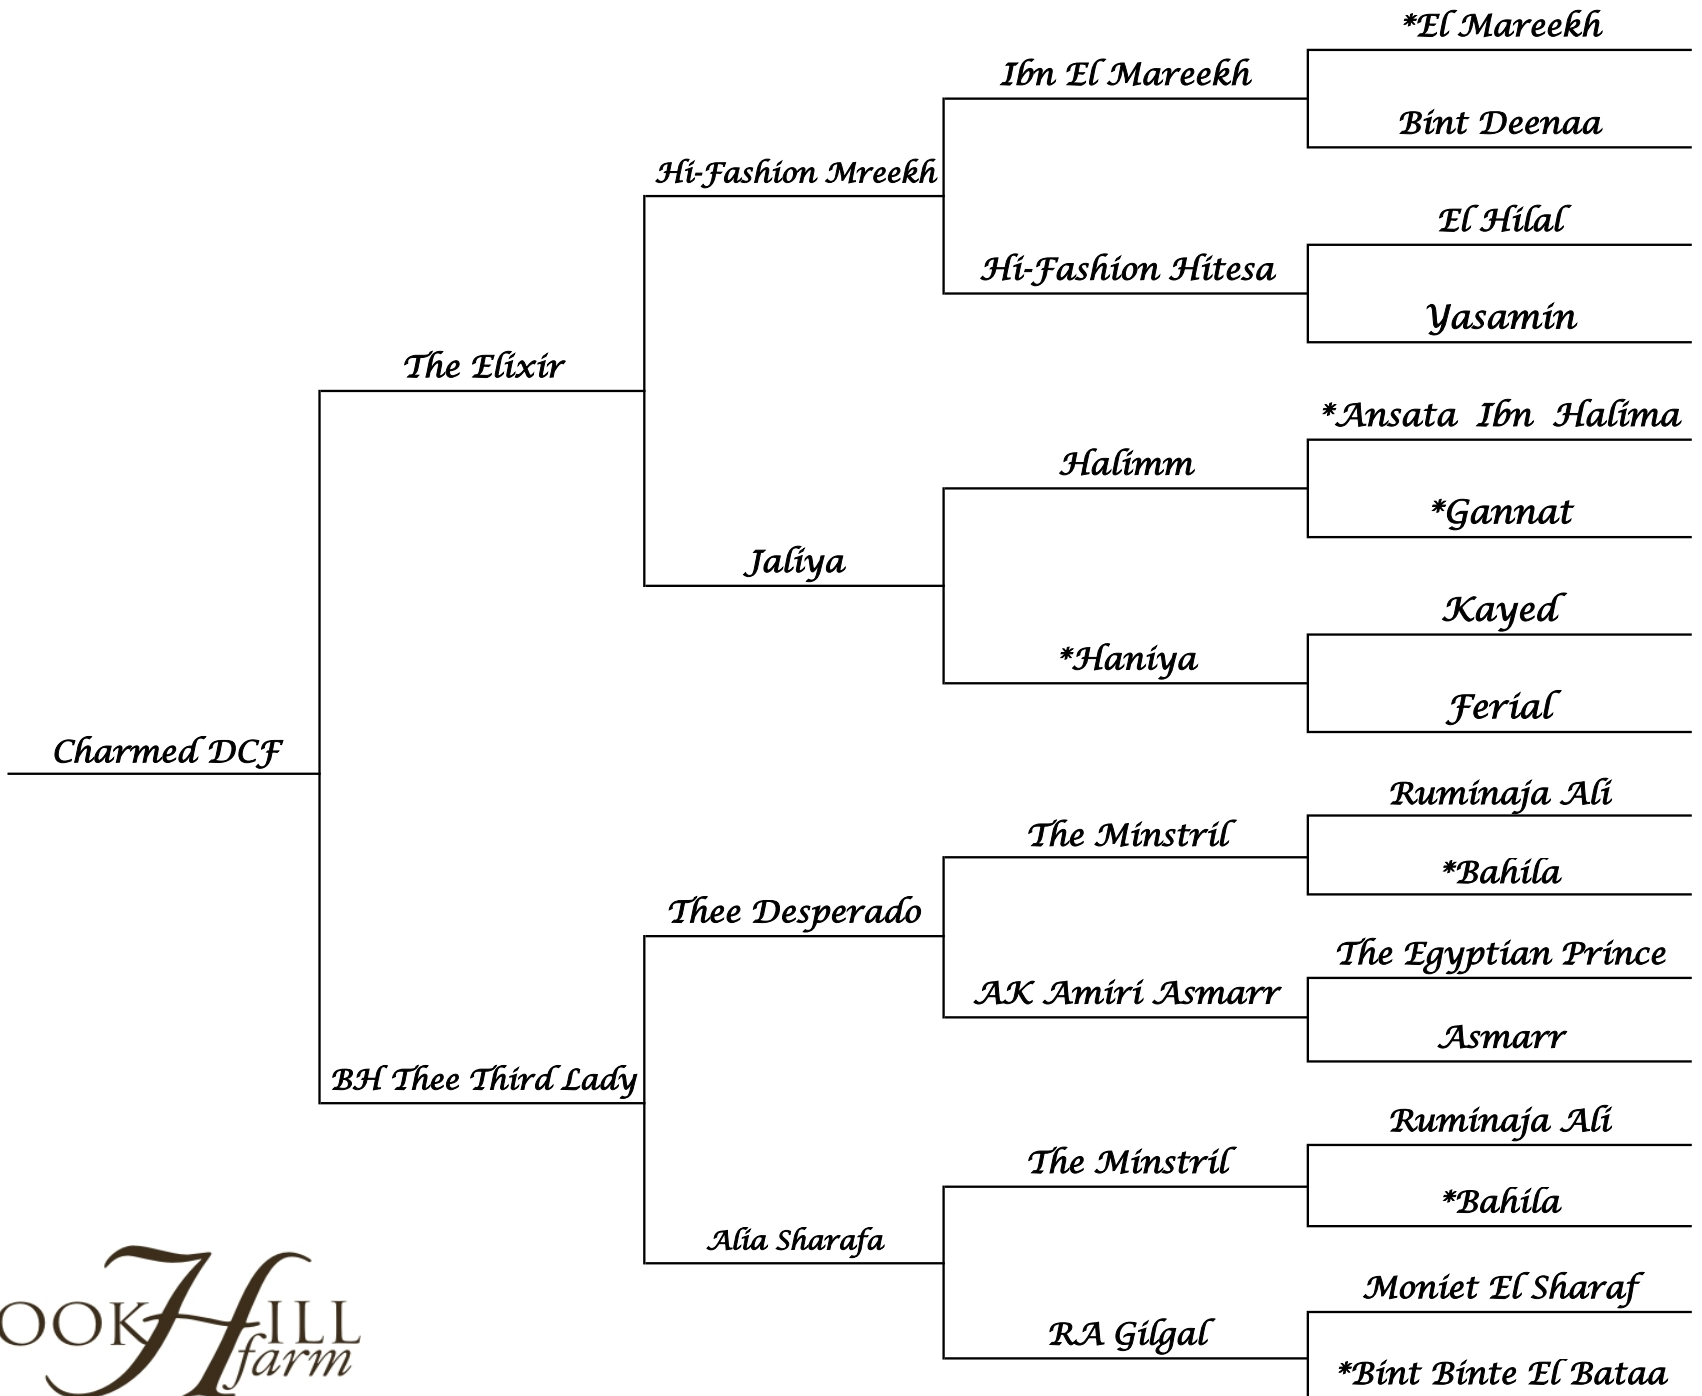 *El Mareekh
Ibn El Mareekh
Bint Deenaa
Hi-Fashion Mreekh
El Hilal
Hi-Fashion Hitesa
Yasamin
The Elixir
*Ansata Ibn Halima
Halimm
*Gannat
Jaliya
Kayed
*Haniya
Ferial
Charmed DCF
Ruminaja Ali
The Minstril
*Bahila
Thee Desperado
The Egyptian Prince
AK Amiri Asmarr
Asmarr
BH Thee Third Lady
Ruminaja Ali
The Minstril
*Bahila
Alia Sharafa
Moniet El Sharaf
RA Gilgal
*Bint Binte El Bataa
OOK HILL
farm